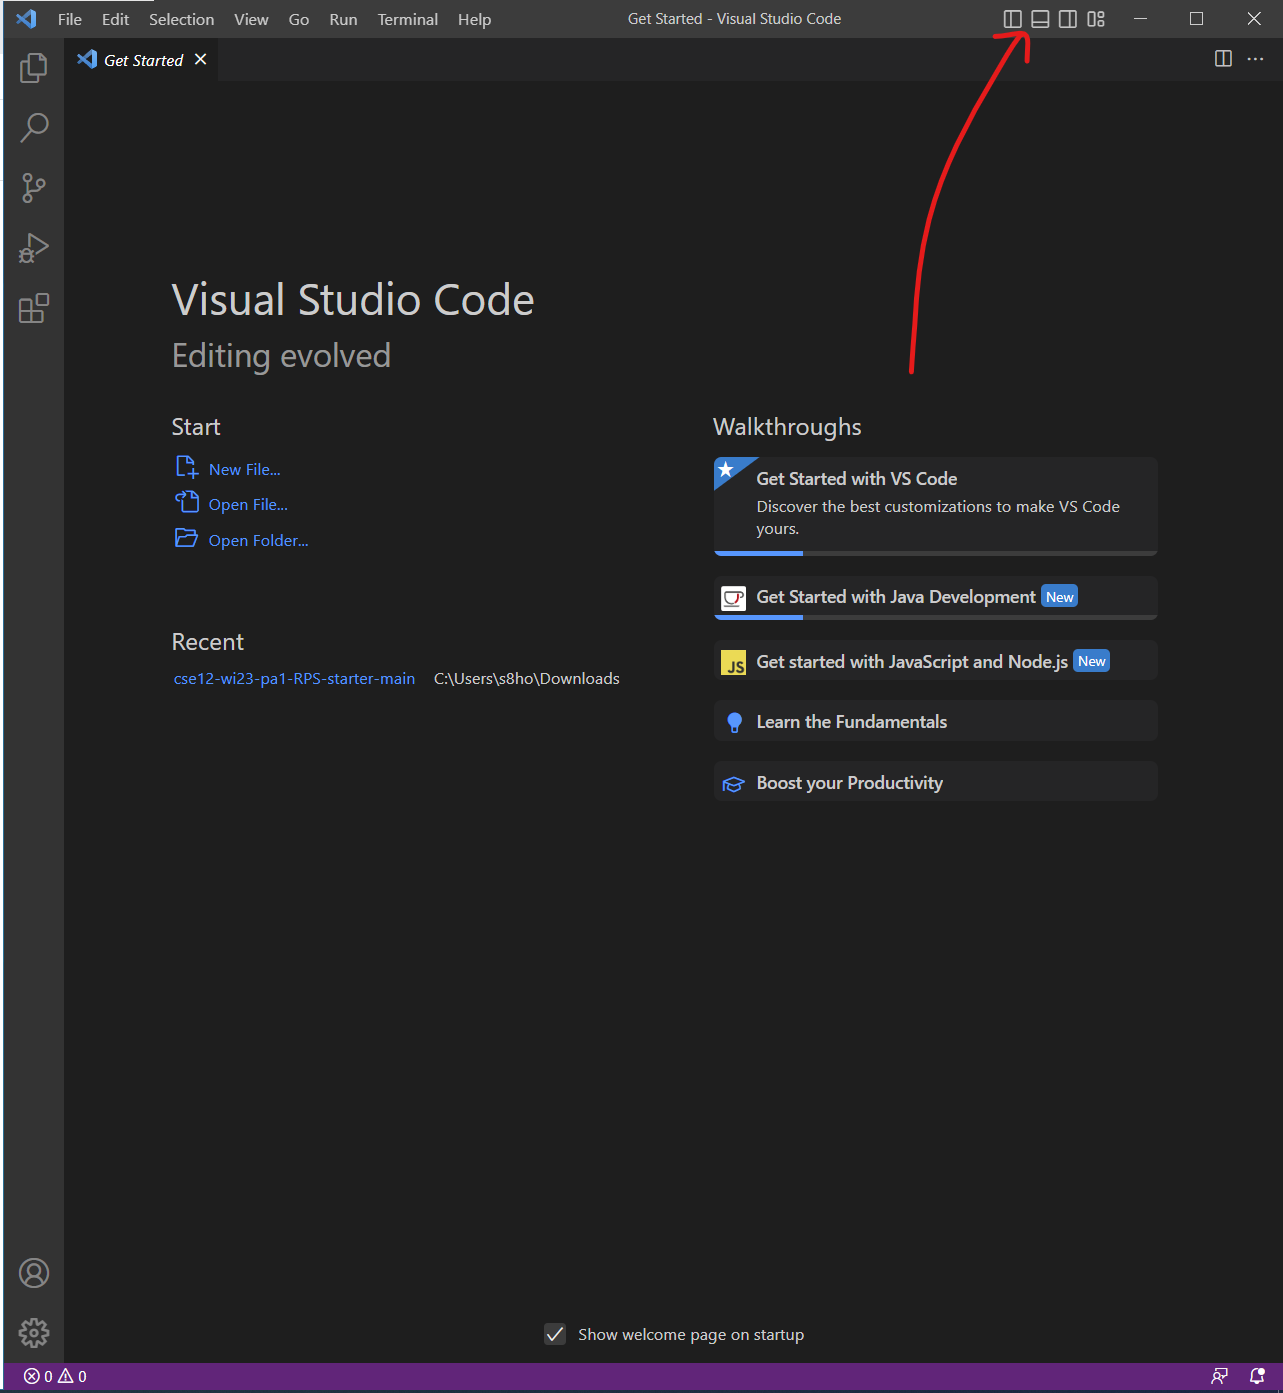 File Edit Selection View Go Run Terminal Help Get Started - Visual Studio Code
Get Started
Visual Studio Code
Editing evolved
Start
New File...
Open File...
Open Folder...
Recent
cse12-wi23-pa1-RPS-starter-main C:\Users\s8ho\Downloads
Walkthroughs
Get Started with VS Code
Discover the best customizations to make VS Code
yours.
Get Started with Java Development New
JS Get started with JavaScript and Node.js New
Learn the Fundamentals
Boost your Productivity
Show welcome page on startup
0 0